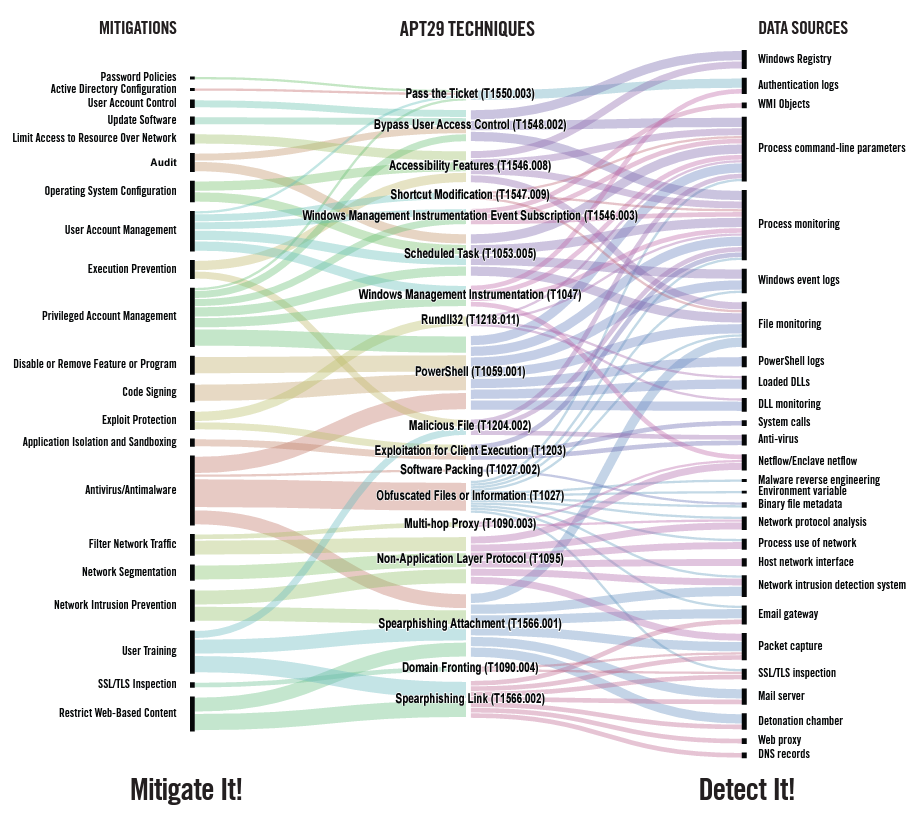 MITIGATIONS
APT29 TECHNIQUES
DATA SOURCES
Password Policies
Active Directory Configuration
User Account Control
Update Software
Limit Access to Resource Over Network
Audit
Operating System Configuration
User Account Management
Execution Prevention
Privileged Account Management
Disable or Remove Feature or Program
Code Signing
Exploit Protection
Application Isolation and Sandboxing
Antivirus/Antimalware
Filter Network Traffic
Network Segmentation
Network Intrusion Prevention
User Training
SSL/TLS Inspection
Restrict Web-Based Content
Pass the Ticket (T1550.003)
Bypass User Access Control (T1548.002)
Accessibility Features (T1546.008)
Shortcut Modification (T1547.009)
Windows Management Instrumentation Event Subscription (T1546.003)
Scheduled Task (T1053.005)
Windows Management Instrumentation (T1047)
Rundll32 (T1218.011)
PowerShell (T1059.001)
Malicious File (T1204.002)
Exploitation for Client Execution (T1203)
Software Packing (T1027.002)
Obfuscated Files or Information (T1027)
Multi-hop Proxy (T1090.003)
Non-Application Layer Protocol (T1095)
Spearphishing Attachment (T1566.001)
Domain Fronting (T1090.004)
Spearphishing Link (T1566.002)
Windows Registry
Authentication logs
WMI Objects
Process command-line parameters
Process monitoring
Windows event logs
File monitoring
PowerShell logs
Loaded DLLs
DLL monitoring
System calls
Anti-virus
Netflow/Enclave netflow
Malware reverse engineering
Environment variable
Binary file metadata
Network protocol analysis
Process use of network
Host network interface
Network intrusion detection system
Email gateway
Packet capture
SSL/TLS inspection
Mail server
Detonation chamber
Web proxy
DNS records
Mitigate It!
Detect It!